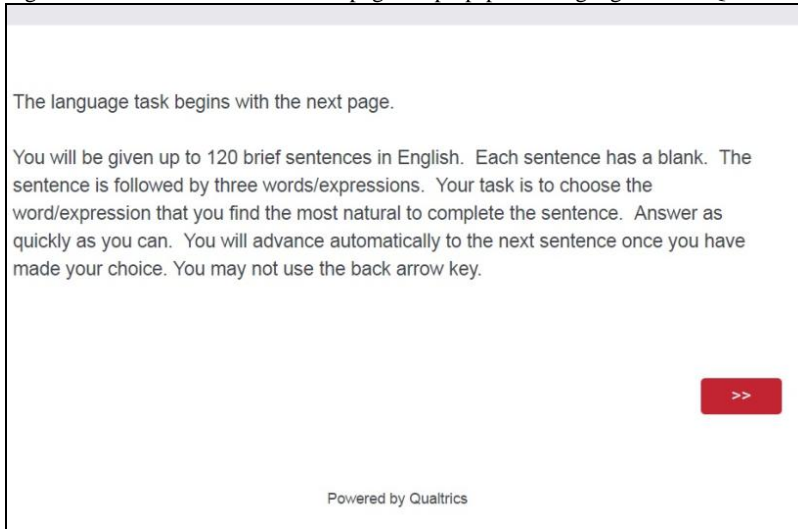 The language task begins with the next page.
You will be given up to 120 brief sentences in English. Each sentence has a blank. The
sentence is followed by three words/expressions. Your task is to choose the
word/expression that you find the most natural to complete the sentence. Answer as
quickly as you can. You will advance automatically to the next sentence once you have
made your choice. You may not use the back arrow key.
>>
Powered by Qualtrics